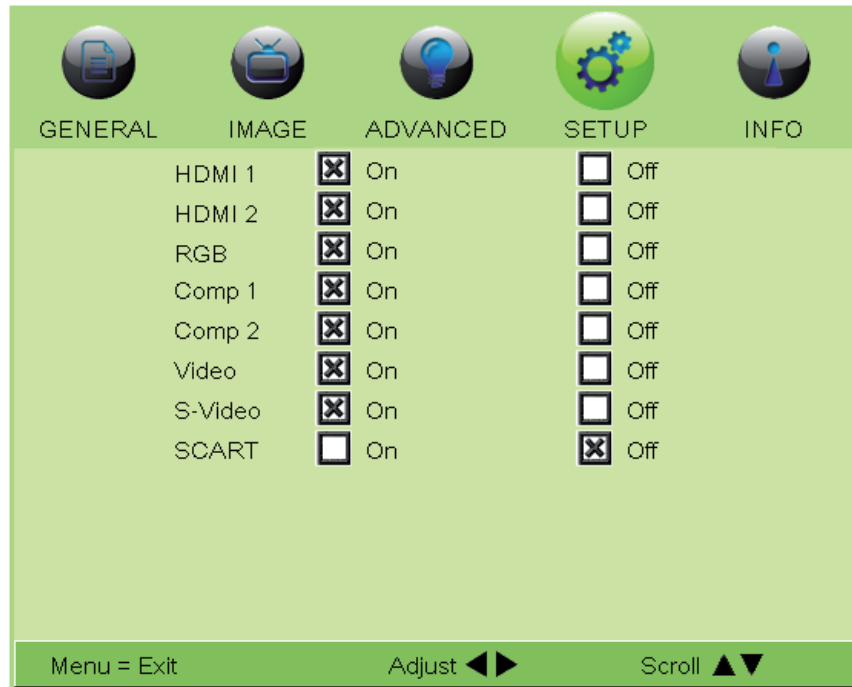 GENERAL IMAGE ADVANCED SETUP INFO
HDMI 1 On Off
HDMI 2 On Off
RGB On Off
Comp 1 On Off
Comp 2 On Off
Video On Off
S-Video On Off
SCART On Off
Menu = Exit Adjust ◀▶ Scroll ▲▼